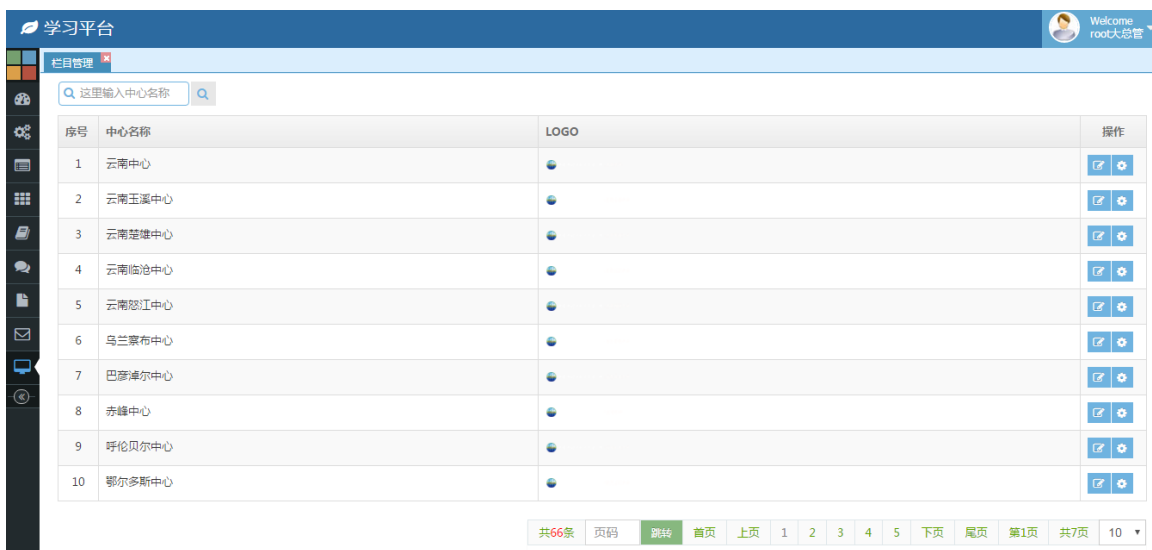 学习平台
Welcome
root大总管
栏目管理
这里输入中心名称
序号 中心名称 LOGO 操作
1 云南中心
2 云南玉溪中心
3 云南楚雄中心
4 云南临沧中心
5 云南怒江中心
6 乌兰察布中心
7 巴彦淖尔中心
8 赤峰中心
9 呼伦贝尔中心
10 鄂尔多斯中心
共66条 页码 跳转 首页 上页 1 2 3 4 5 下页 尾页 第1页 共7页 10